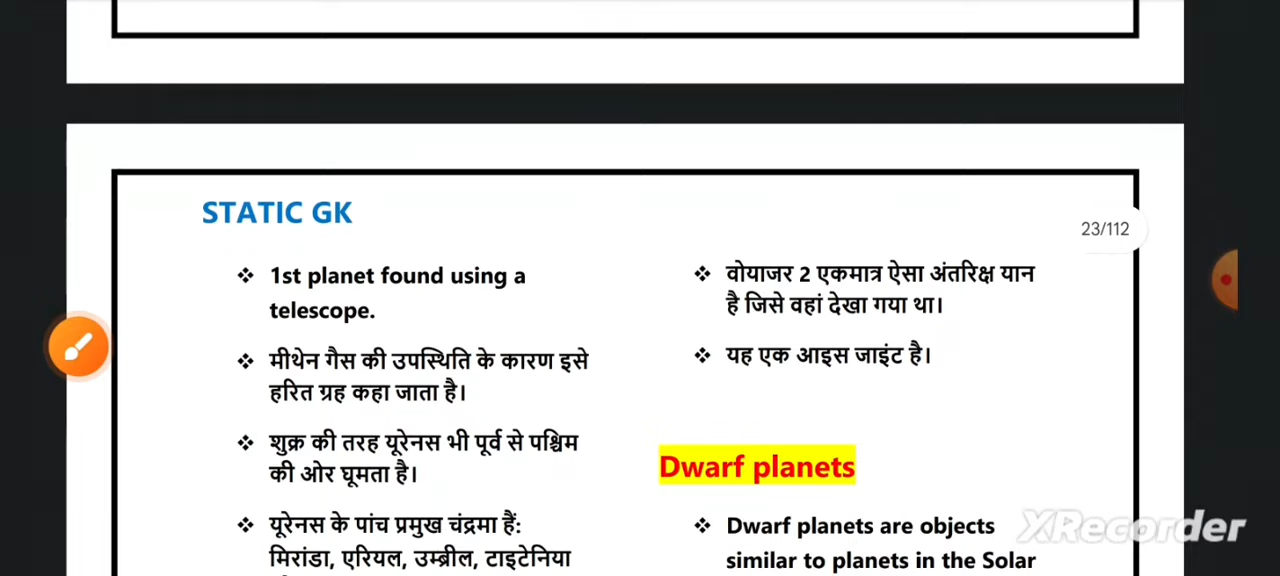 STATIC GK
23/112
❖ 1st planet found using a
telescope.
❖ मीथेन गैस की उपस्थिति के कारण इसे
हरित ग्रह कहा जाता है।
❖ शुक्र की तरह यूरेनस भी पूर्व से पश्चिम
की ओर घूमता है।
❖ यूरेनस के पांच प्रमुख चंद्रमा हैं:
मिरांडा, एरियल, उम्ब्रील, टाइटेनिया
❖ वोयाजर 2 एकमात्र ऐसा अंतरिक्ष यान
है जिसे वहां देखा गया था।
❖ यह एक आइस जाइंट है।
Dwarf planets
❖ Dwarf planets are objects
similar to planets in the Solar
XRecorder